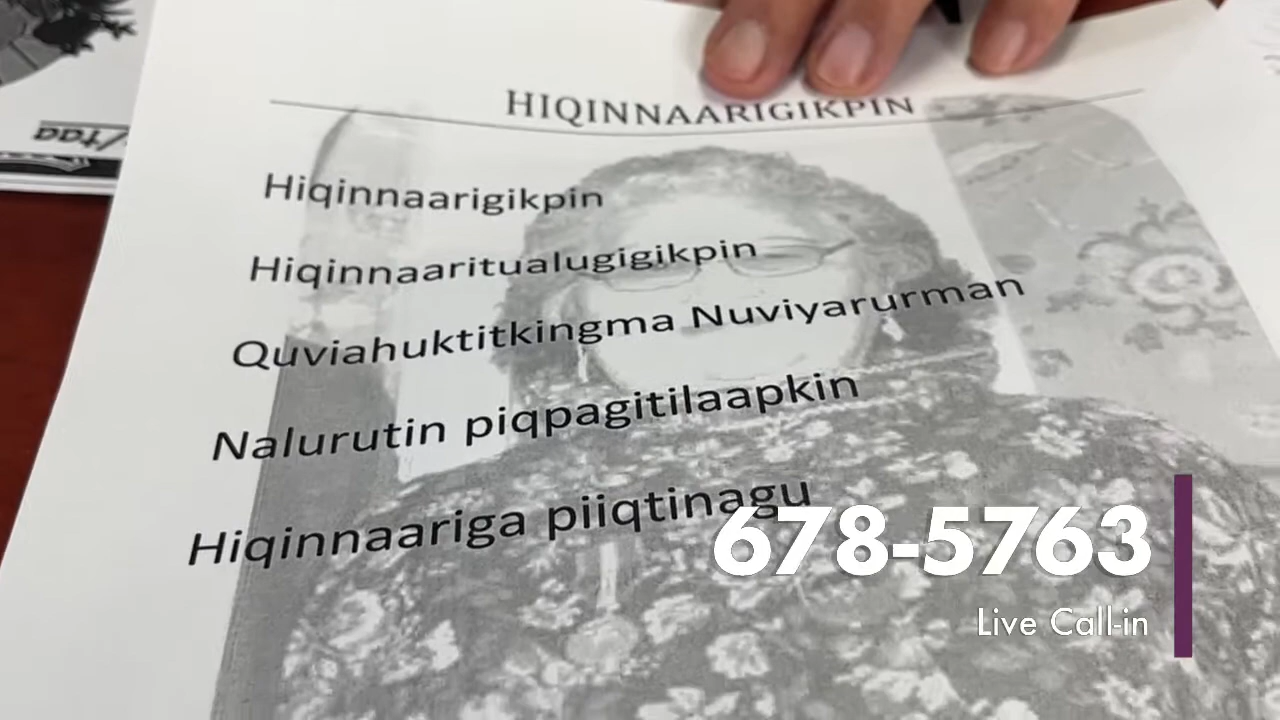 HIQINNAARIGIKPIN
Hiqinnaarigikpin
Hiqinnaaritualugigikpin
Quviahuktitkingma Nuviyarurman
Nalurutin piqpagitilaapkin
Hiqinnaariga piiqtinagu
678-5763
Live Call-in